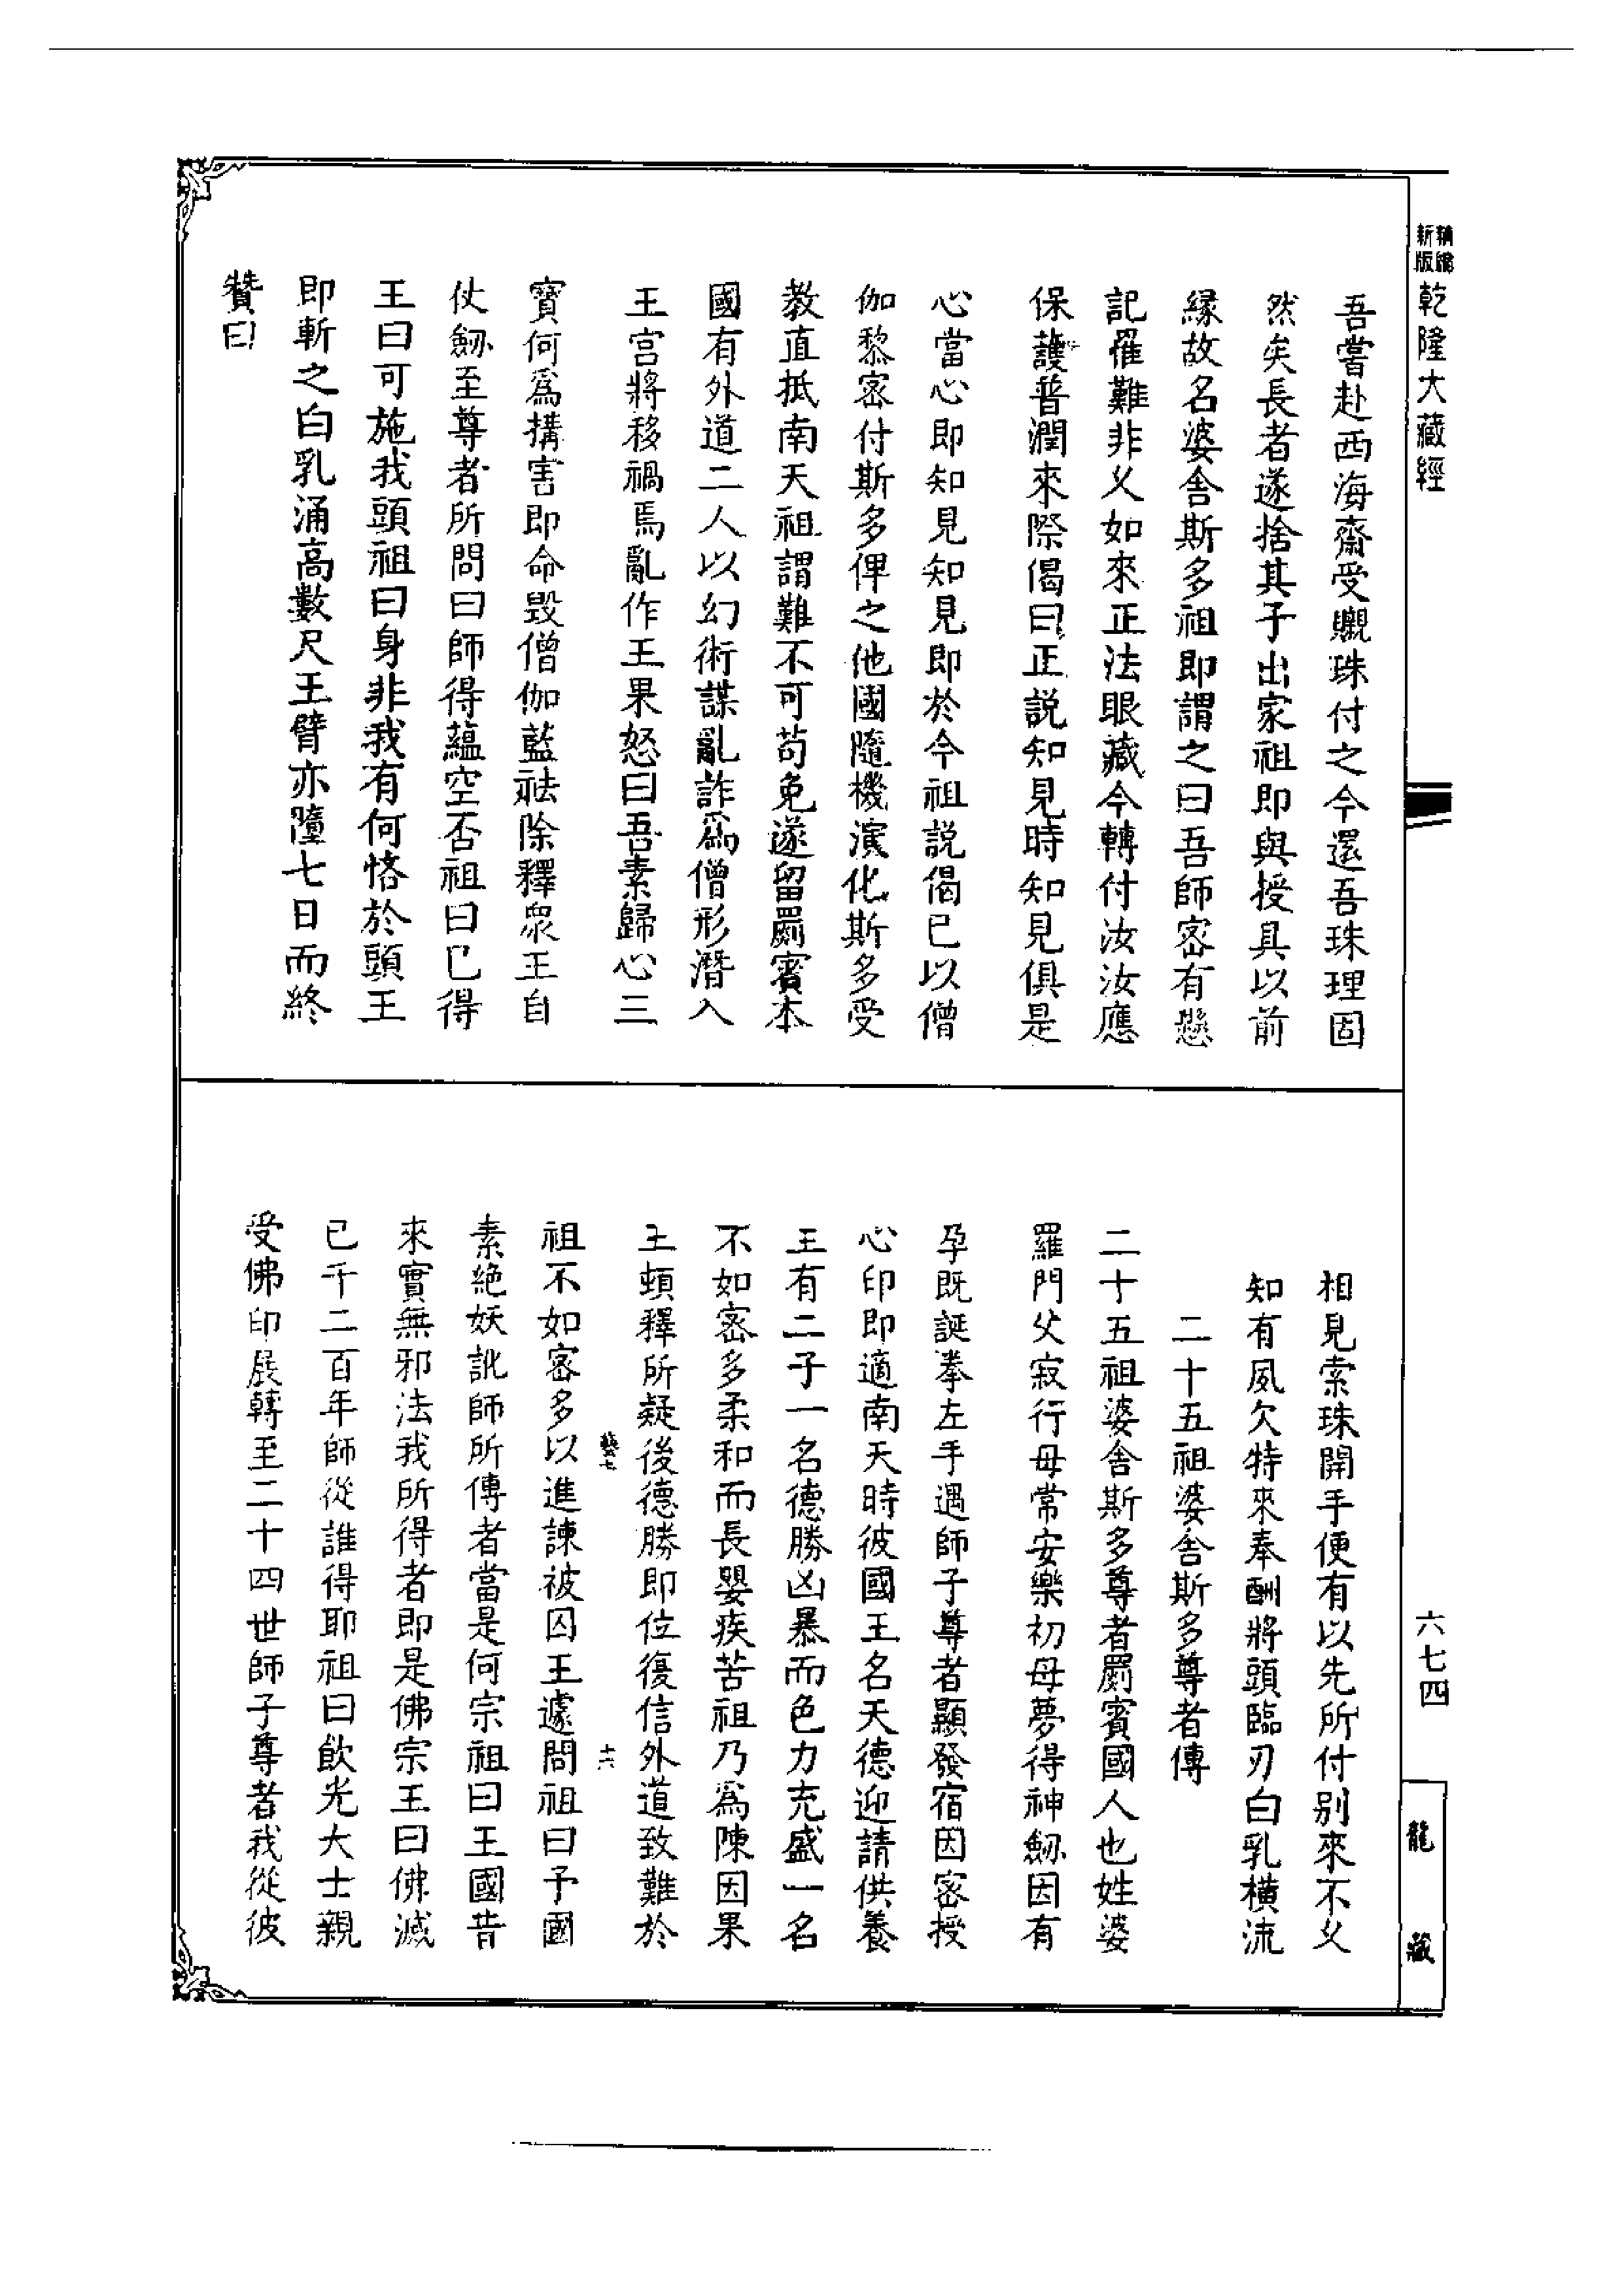 精編新版乾隆大藏經
吾嘗赴西海齋受嚫珠付之今還吾珠理固
然矣長者遂捨其子出家祖即與授具以前
緣故名婆舍斯多祖即謂之曰吾師密有懸
記罹難非乆如來正法眼藏今轉付汝汝應
保護普潤來際偈曰正説知見時知見俱是
心當心即知見知見即於今祖説偈已以僧
伽黎密付斯多俾之他國隨機演化斯多受
教直抵南天祖謂難不可苟免遂留罽賓本
國有外道二人以幻術謀亂詐爲僧形潛入
王宫將移禍焉亂作王果怒曰吾素歸心三
寶何爲搆害即命毁僧伽藍祛除釋衆王自
仗劒至尊者所問曰師得蘊空否祖曰已得
王曰可施我頭祖曰身非我有何悋於頭王
即斬之白乳涌高數尺王臂亦墮七日而終
贊曰
相見索珠開手便有以先所付别來不乆
知有夙欠特來奉酬將頭臨刃白乳橫流
二十五祖婆舍斯多尊者傳
二十五祖婆舍斯多尊者罽賓國人也姓婆
羅門父寂行母常安樂初母夢得神劒因有
孕既誕拳左手遇師子尊者顯發宿因密授
心印即適南天時彼國王名天德迎請供養
王有二子一名德勝凶暴而色力充盛一名
不如密多柔和而長嬰疾苦祖乃爲陳因果
王頓釋所疑後德勝即位復信外道致難於
藝七
十六
祖不如密多以進諫被囚王遽問祖曰予國
素絶妖訛師所傳者當是何宗祖曰王國昔
來實無邪法我所得者即是佛宗王曰佛滅
已千二百年師從誰得耶祖曰飲光大士親
受佛印展轉至二十四世師子尊者我從彼
六七四
龍藏